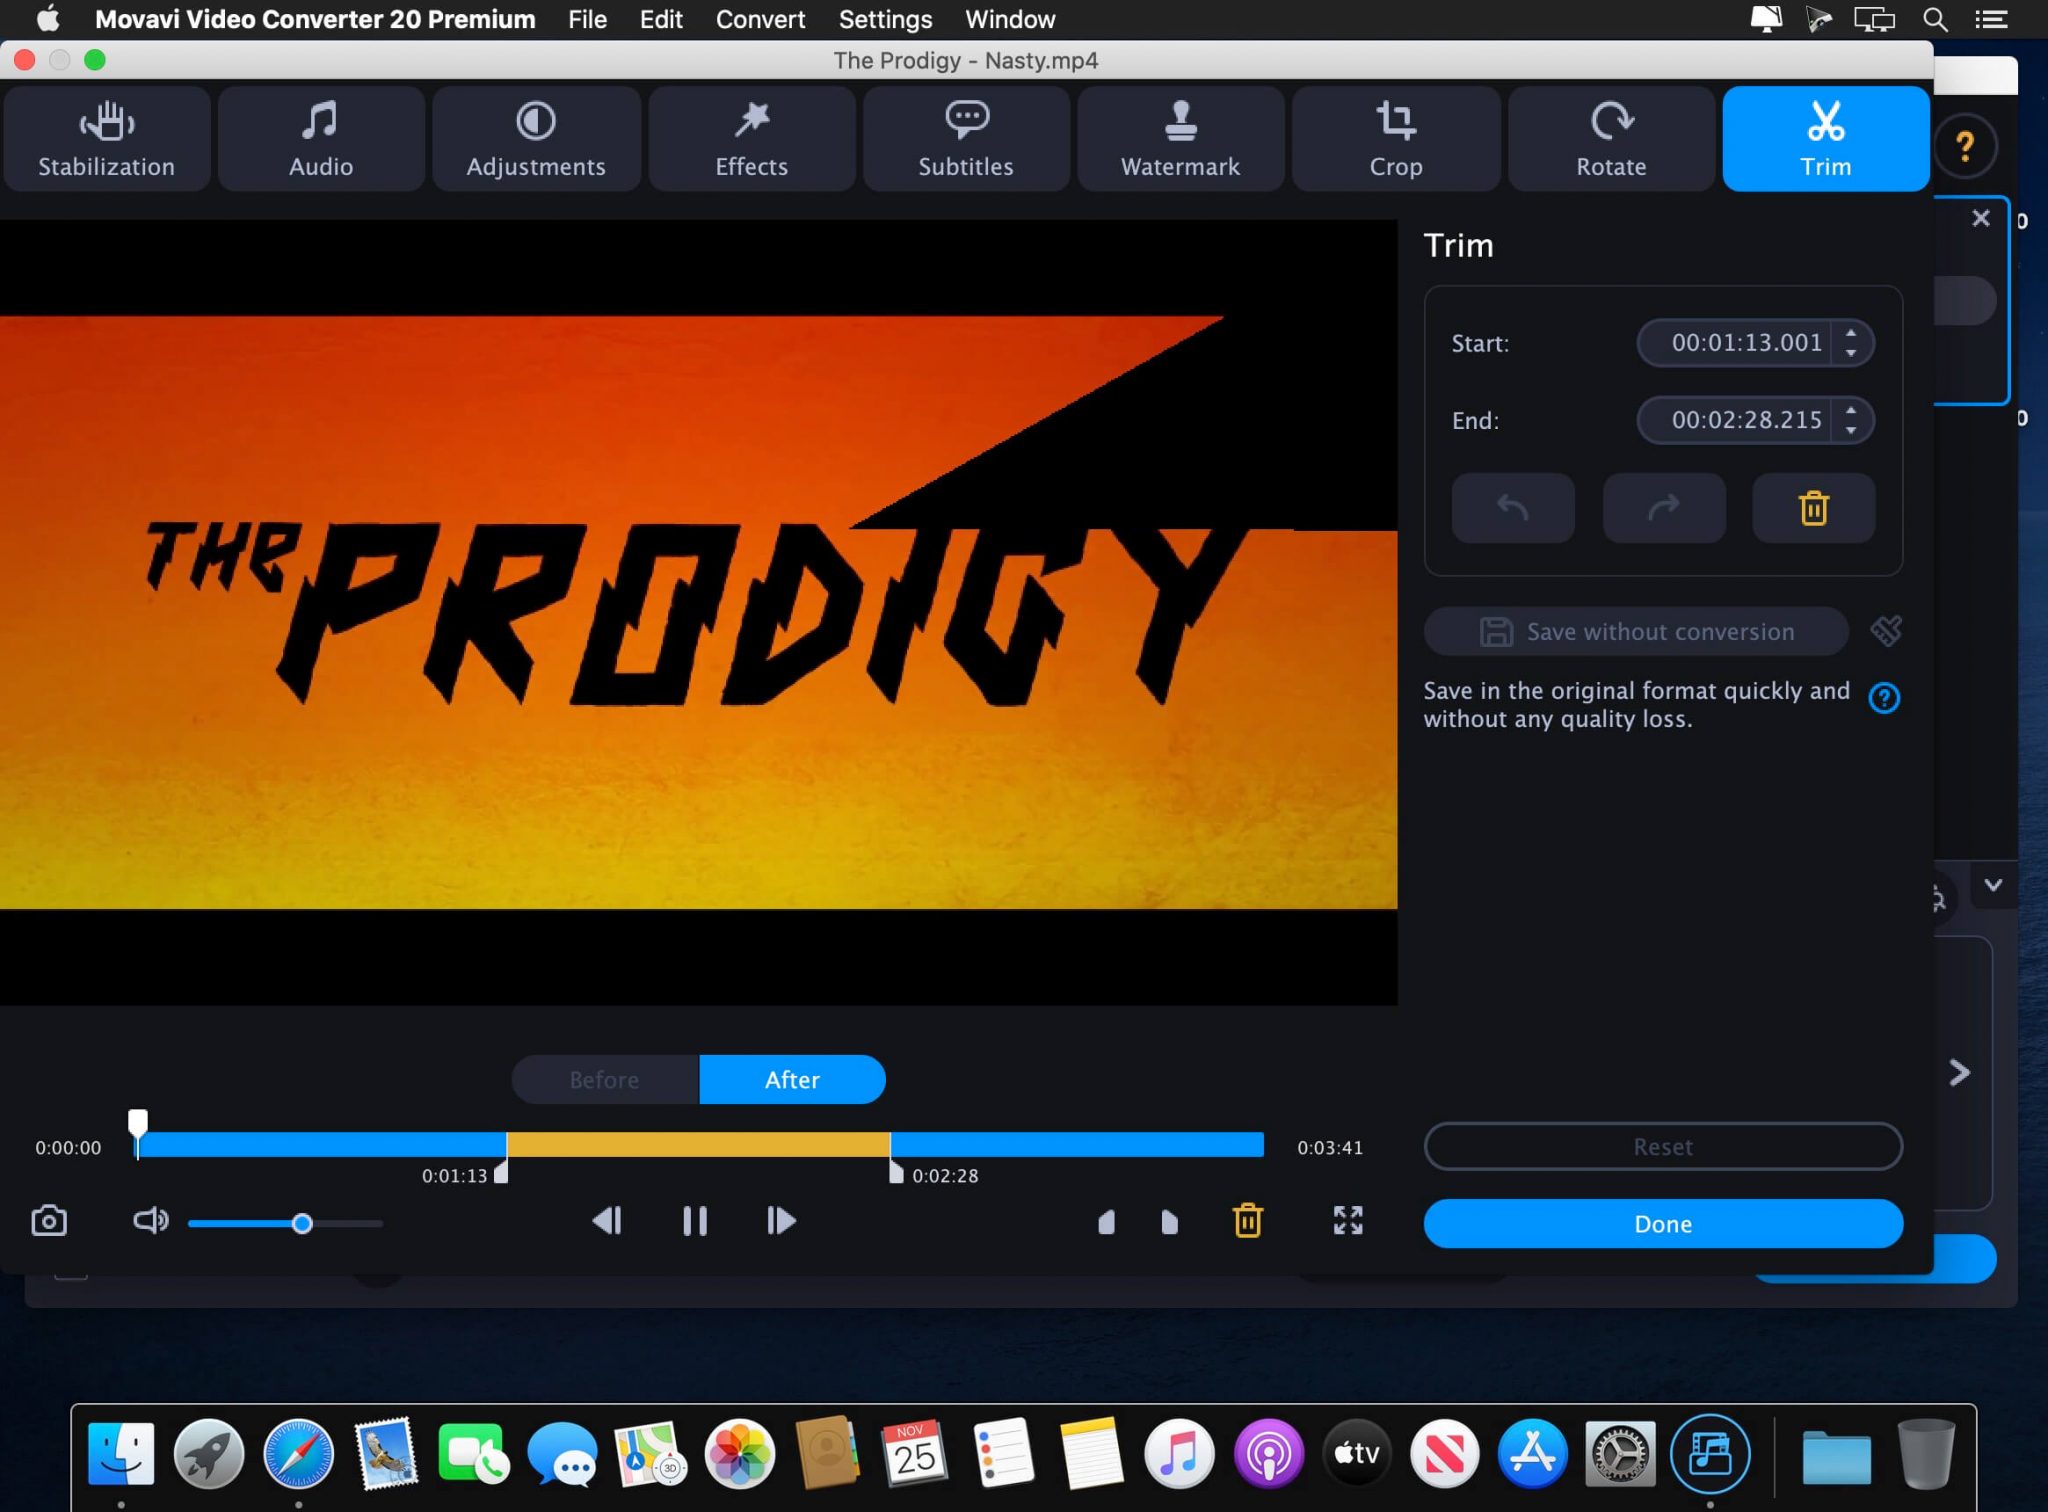 Movavi Video Converter 20 Premium File Edit Convert Settings Window
The Prodigy - Nasty.mp4
Stabilization Audio Adjustments Effects Subtitles Watermark Crop Rotate Trim
Trim
Start: 00:01:13.001
End: 00:02:28.215
Save without conversion
Save in the original format quickly and
without any quality loss.
THE PRODIGY
Before After
0:00:00 0:03:41
0:01:13 0:02:28
Reset
Done
NOV
25
3D
tv